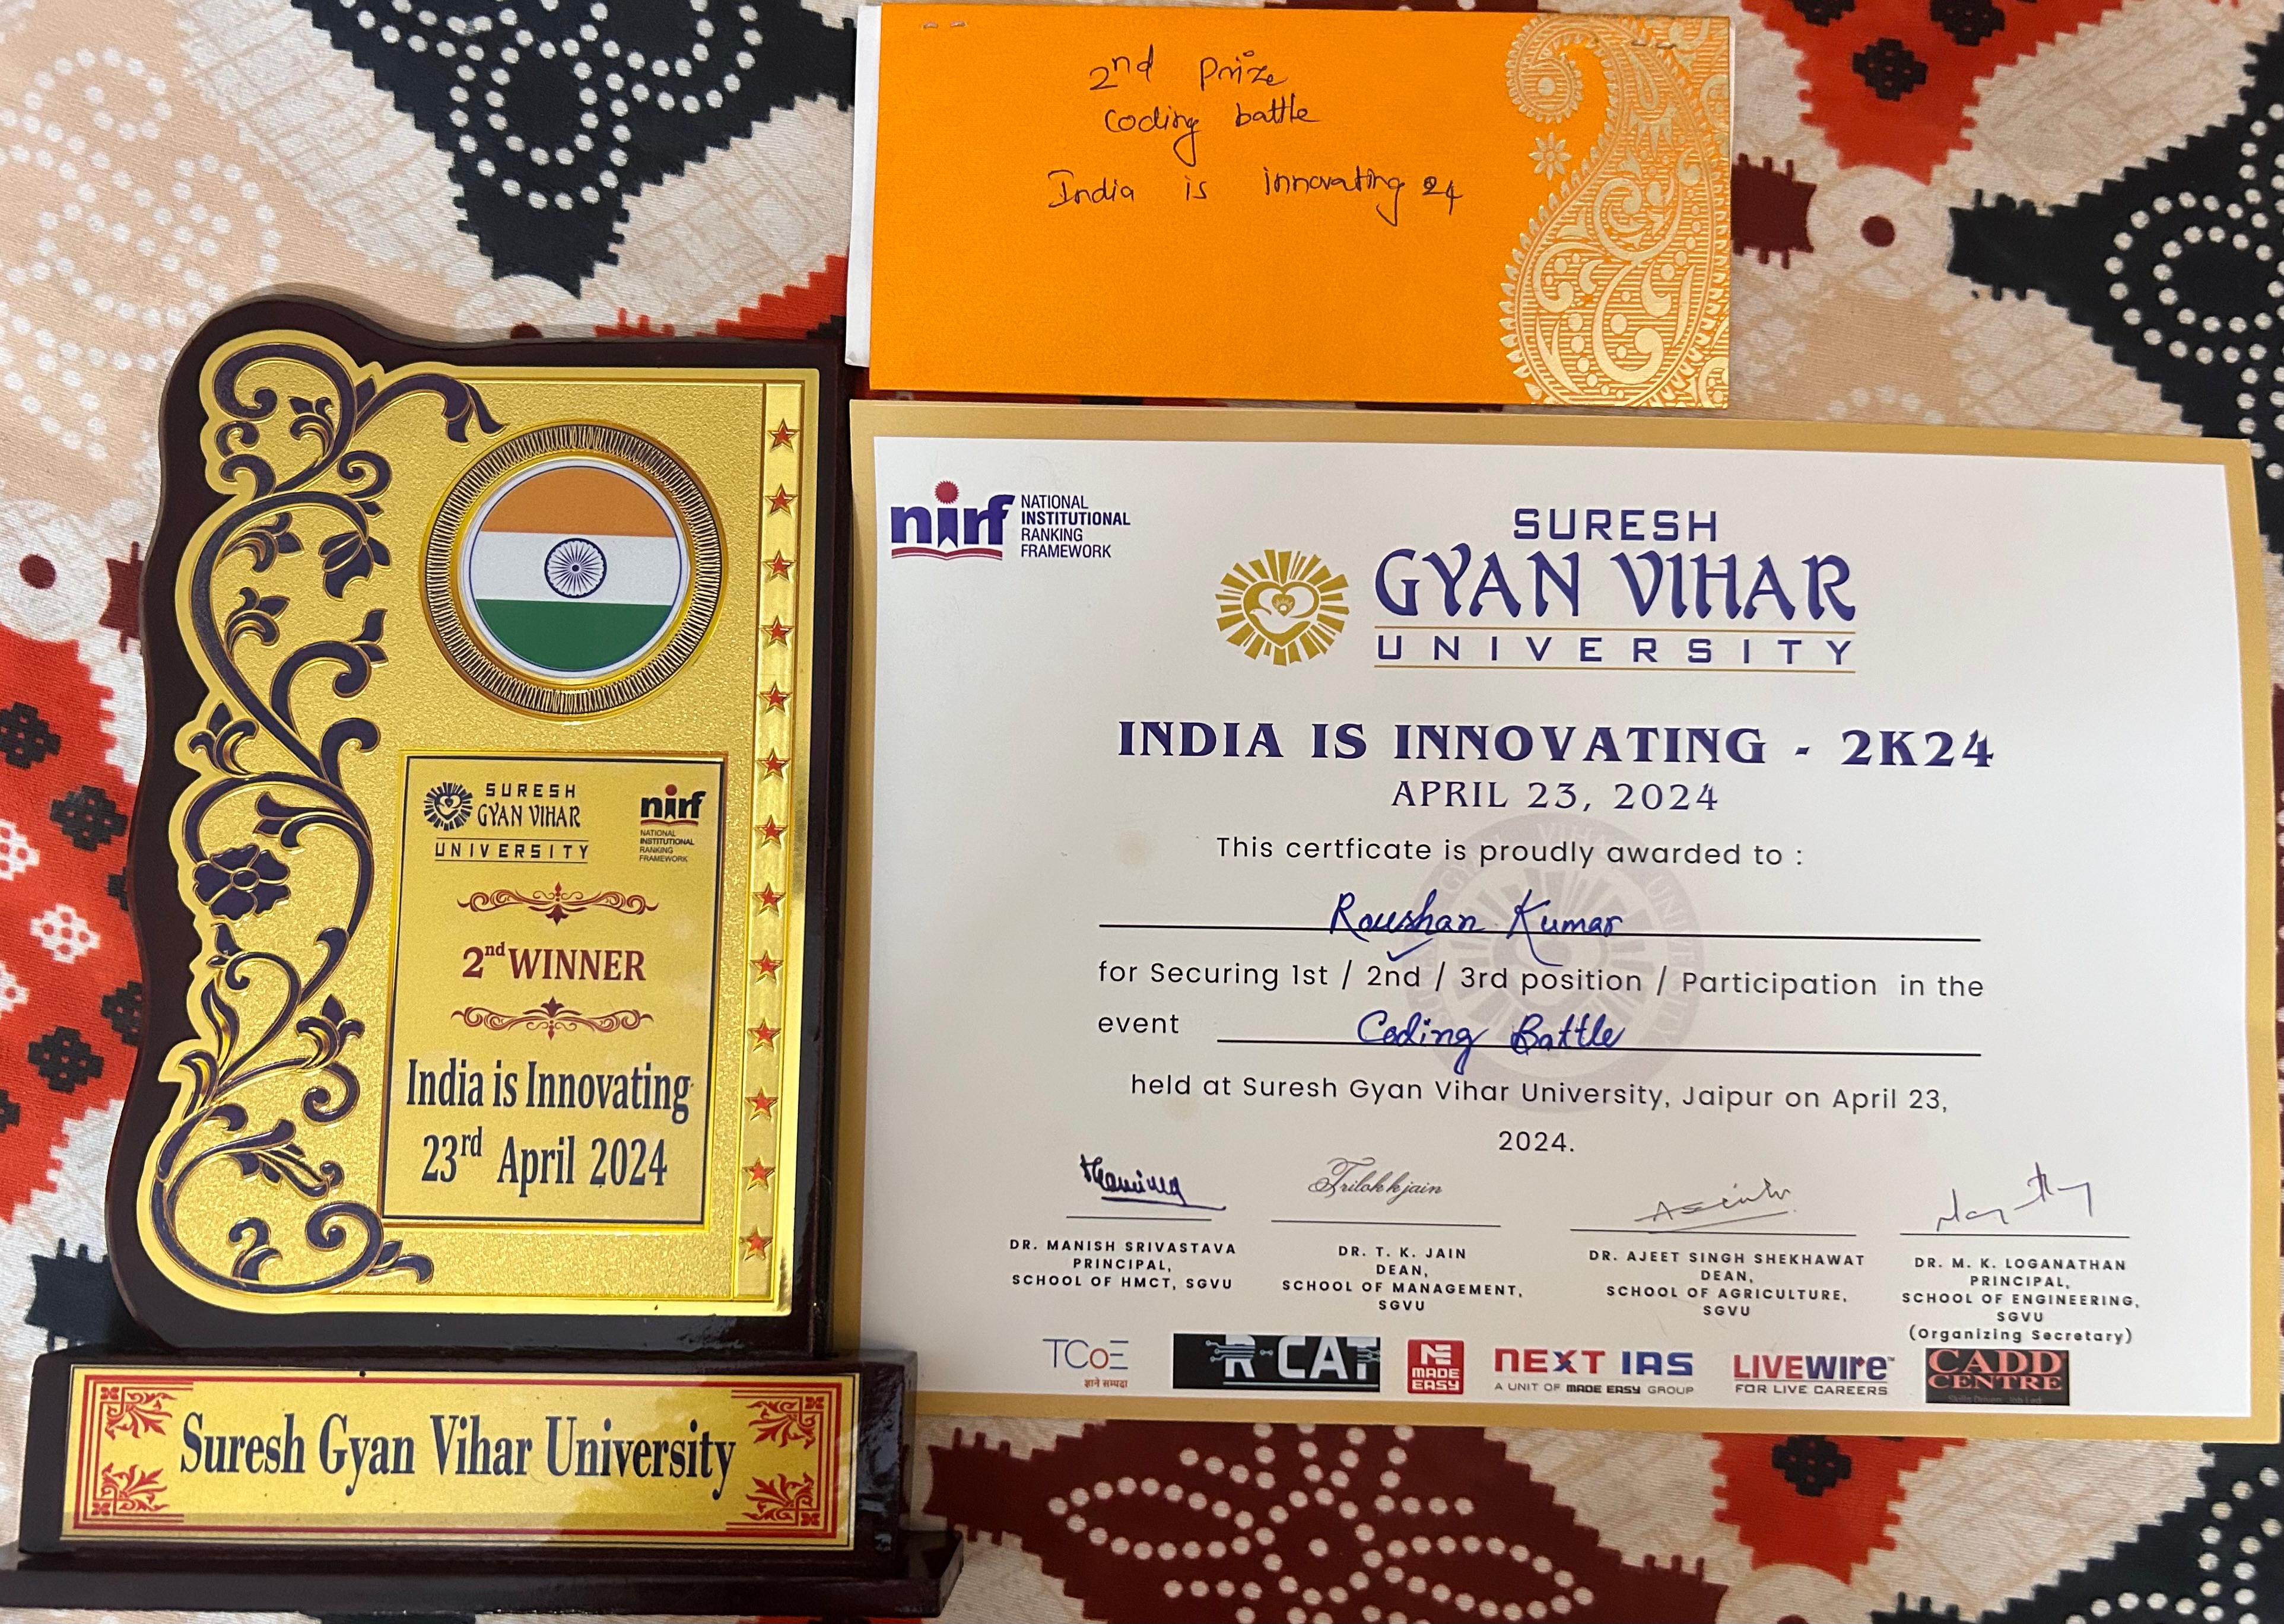 2nd Prize
Coding battle
India is innovating 24
SURESH
GYAN VIHAR
UNIVERSITY
nirf
NATIONAL
INSTITUTIONAL
RANKING
FRAMEWORK
2nd WINNER
India is Innovating
23rd April 2024
Suresh Gyan Vihar University
nirf
NATIONAL
INSTITUTIONAL
RANKING
FRAMEWORK
SURESH
GYAN VIHAR
UNIVERSITY
INDIA IS INNOVATING - 2K24
APRIL 23, 2024
This certficate is proudly awarded to :
Roushan Kumar
for Securing 1st / 2nd / 3rd position / Participation in the
event Coding Battle
held at Suresh Gyan Vihar University, Jaipur on April 23,
2024.
Trilokkjain
DR. MANISH SRIVASTAVA
PRINCIPAL,
SCHOOL OF HMCT, SGVU
DR. T. K. JAIN
DEAN,
SCHOOL OF MANAGEMENT,
SGVU
DR. AJEET SINGH SHEKHAWAT
DEAN,
SCHOOL OF AGRICULTURE,
SGVU
DR. M. K. LOGANATHAN
PRINCIPAL,
SCHOOL OF ENGINEERING,
SGVU
(Organizing Secretary)
TCoE
R-CAT
ME
MADE
EASY
NEXT IAS
A UNIT OF MADE EASY GROUP
LIVEWIRE
FOR LIVE CAREERS
CADD
CENTRE